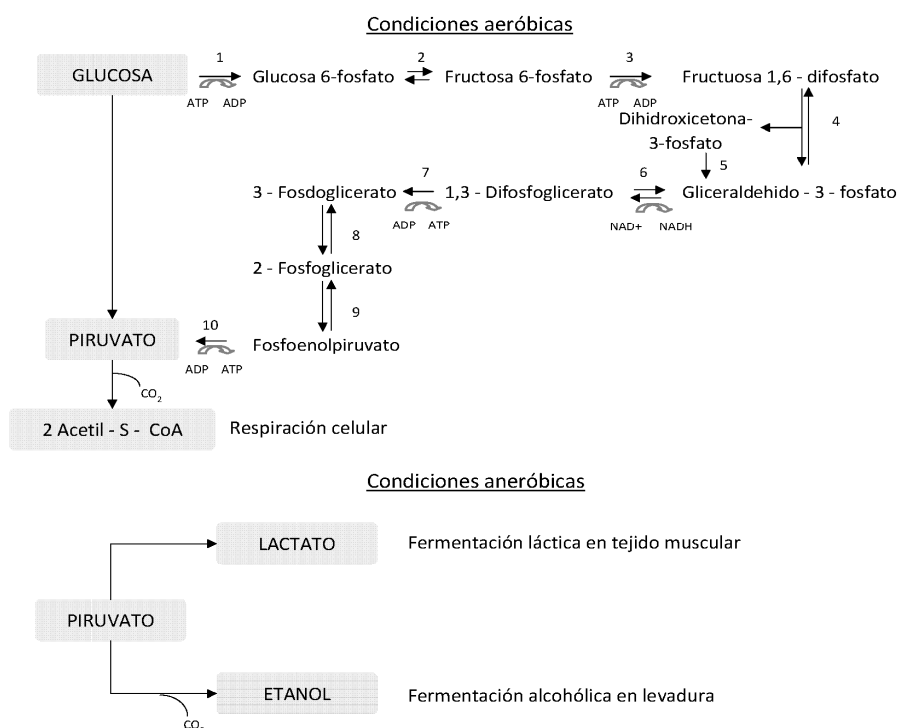 Condiciones aeróbicas
1
2
3
GLUCOSA
Glucosa 6-fosfato
Fructosa 6-fosfato
Fructuosa 1,6 - difosfato
ATP ADP
ATP ADP
Dihidroxicetona-
3-fosfato
4
5
7
6
3 - Fosdoglicerato
1,3 - Difosfoglicerato
Gliceraldehido - 3 - fosfato
ADP ATP
NAD+ NADH
8
2 - Fosfoglicerato
9
10
PIRUVATO
Fosfoenolpiruvato
ADP ATP
CO2
2 Acetil - S - CoA
Respiración celular
Condiciones aneróbicas
LACTATO
Fermentación láctica en tejido muscular
PIRUVATO
ETANOL
Fermentación alcohólica en levadura